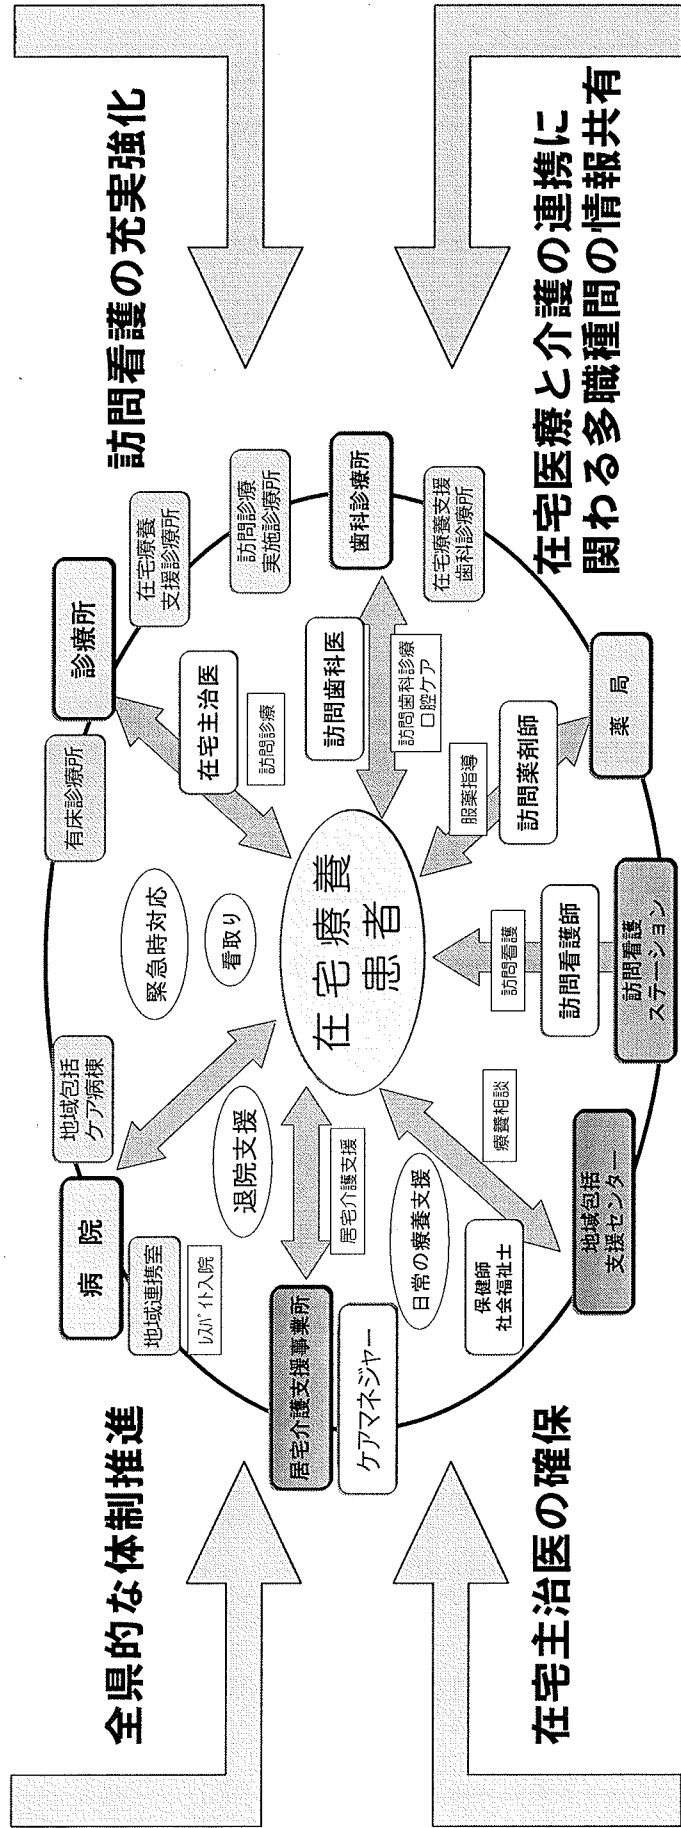 全県的な体制推進
訪問看護の充実強化
病　院
地域包括
ケア病棟
地域連携室
レスパイト入院
有床診療所
診療所
在宅療養
支援診療所
緊急時対応
看取り
退院支援
在宅主治医
訪問診療
訪問診療
実施診療所
居宅介護支援事業所
ケアマネジャー
居宅介護支援
在宅療養
患者
訪問歯科医
訪問歯科診療
口腔ケア
歯科診療所
在宅療養支援
歯科診療所
日常の療養支援
保健師
社会福祉士
療養相談
地域包括
支援センター
訪問看護
訪問看護師
訪問看護
ステーション
服薬指導
訪問薬剤師
薬　局
在宅主治医の確保
在宅医療と介護の連携に
関わる多職種間の情報共有